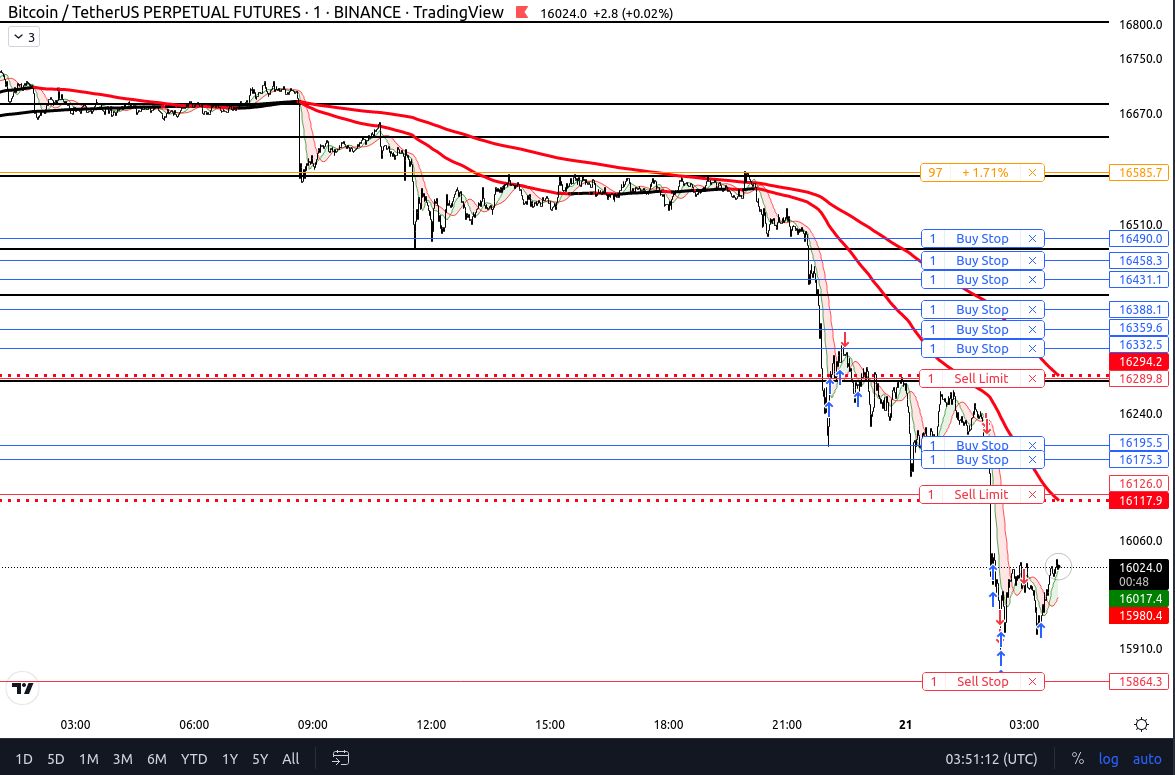 Bitcoin / TetherUS PERPETUAL FUTURES · 1 · BINANCE · TradingView 16024.0 +2.8 (+0.02%)
3
16800.0
16750.0
16670.0
97 +1.71% × 16585.7
16510.0
1 Buy Stop × 16490.0
1 Buy Stop × 16458.3
1 Buy Stop × 16431.1
1 Buy Stop × 16388.1
1 Buy Stop × 16359.6
1 Buy Stop × 16332.5
16294.2
1 Sell Limit × 16289.8
16240.0
1 Buy Stop × 16195.5
1 Buy Stop × 16175.3
16126.0
1 Sell Limit × 16117.9
16060.0
16024.0
00:48
16017.4
15980.4
15910.0
1 Sell Stop × 15864.3
03:00 06:00 09:00 12:00 15:00 18:00 21:00 21 03:00
1D 5D 1M 3M 6M YTD 1Y 5Y All 03:51:12 (UTC) % log auto